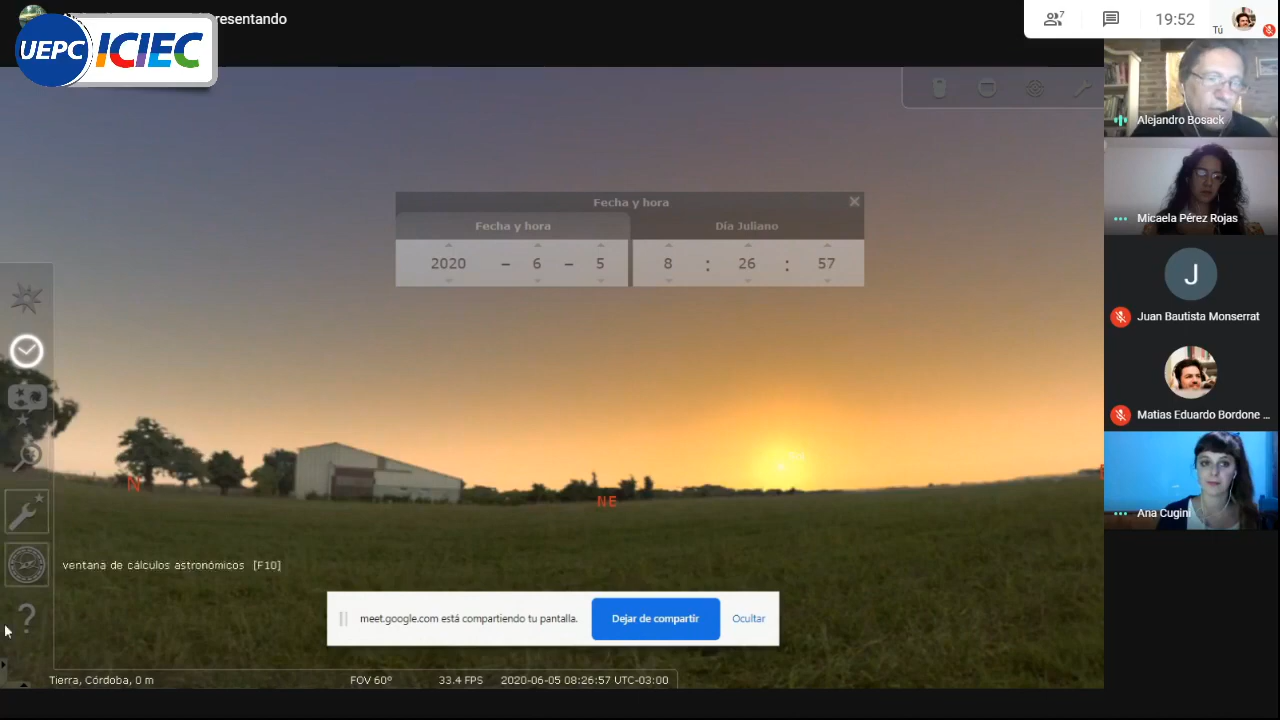 resentando
UEPC ICIEC
7
19:52
Tú
Alejandro Bosack
Fecha y hora
Fecha y hora
Día Juliano
2020 - 6 - 5
8 : 26 : 57
Micaela Pérez Rojas
J
Juan Bautista Monserrat
Matias Eduardo Bordone ...
N
NE
Ana Cugini
ventana de cálculos astronómicos [F10]
meet.google.com está compartiendo tu pantalla.
Dejar de compartir
Ocultar
Tierra, Córdoba, 0 m
FOV 60°
33.4 FPS
2020-06-05 08:26:57 UTC-03:00